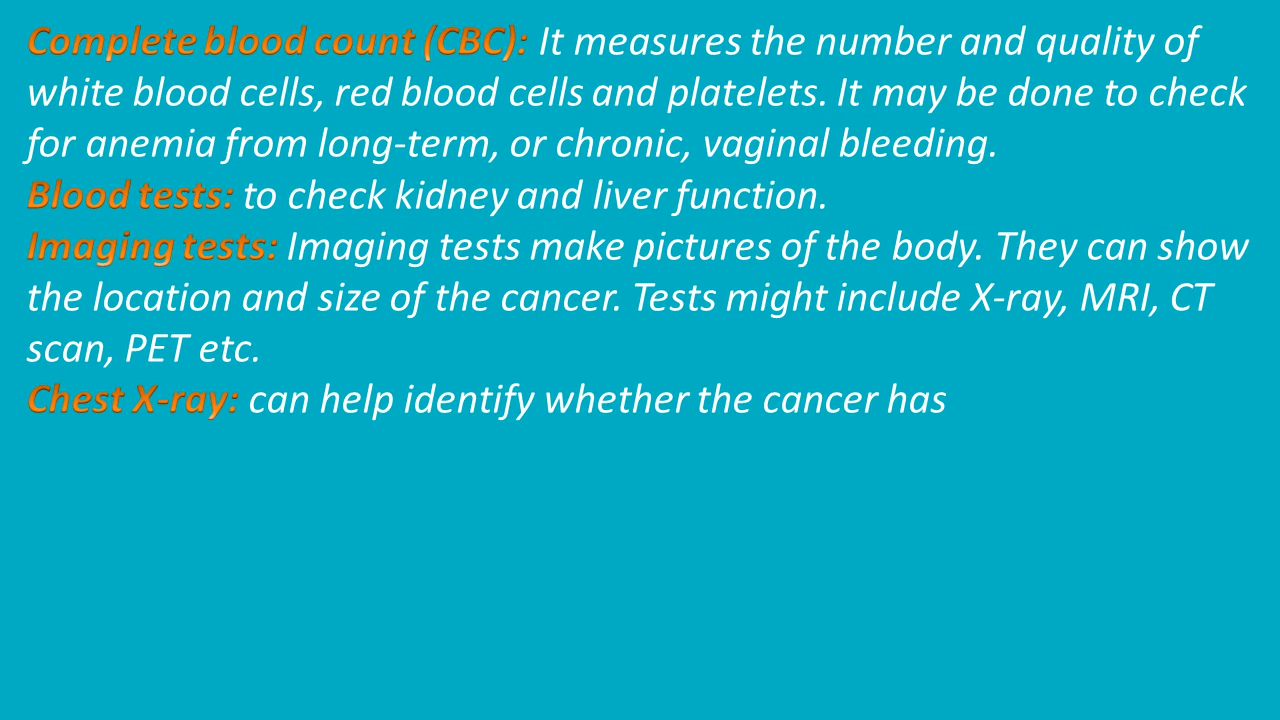 Complete blood count (CBC): It measures the number and quality of
white blood cells, red blood cells and platelets. It may be done to check
for anemia from long-term, or chronic, vaginal bleeding.
Blood tests: to check kidney and liver function.
Imaging tests: Imaging tests make pictures of the body. They can show
the location and size of the cancer. Tests might include X-ray, MRI, CT
scan, PET etc.
Chest X-ray: can help identify whether the cancer has